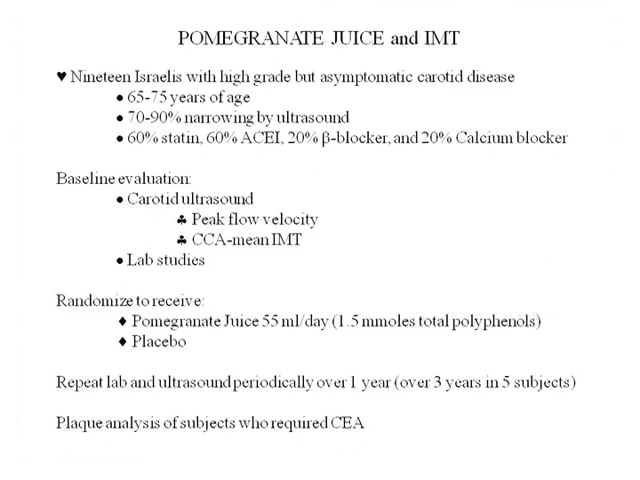 POMEGRANATE JUICE and IMT
♥ Nineteen Israelis with high grade but asymptomatic carotid disease
● 65-75 years of age
● 70-90% narrowing by ultrasound
● 60% statin, 60% ACEI, 20% β-blocker, and 20% Calcium blocker
Baseline evaluation:
● Carotid ultrasound
♣ Peak flow velocity
♣ CCA-mean IMT
● Lab studies
Randomize to receive:
♦ Pomegranate Juice 55 ml/day (1.5 mmoles total polyphenols)
♦ Placebo
Repeat lab and ultrasound periodically over 1 year (over 3 years in 5 subjects)
Plaque analysis of subjects who required CEA